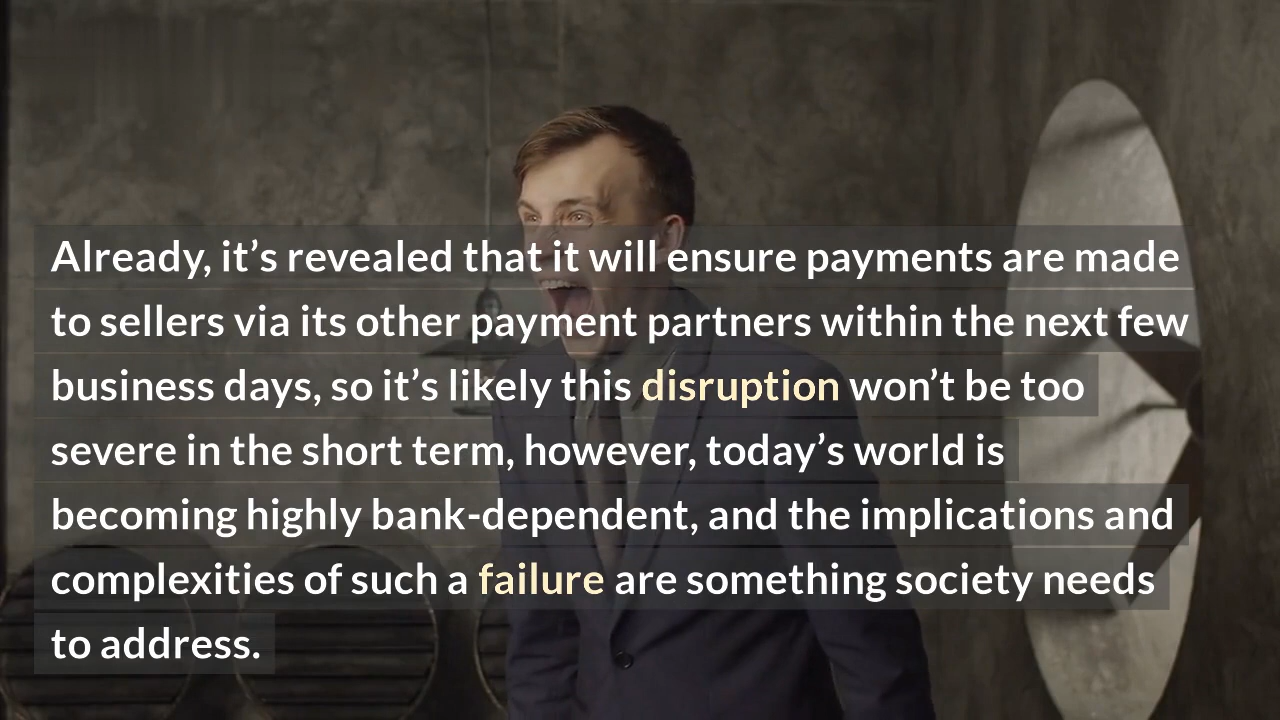 Already, it’s revealed that it will ensure payments are made
to sellers via its other payment partners within the next few
business days, so it’s likely this disruption won’t be too
severe in the short term, however, today’s world is
becoming highly bank-dependent, and the implications and
complexities of such a failure are something society needs
to address.